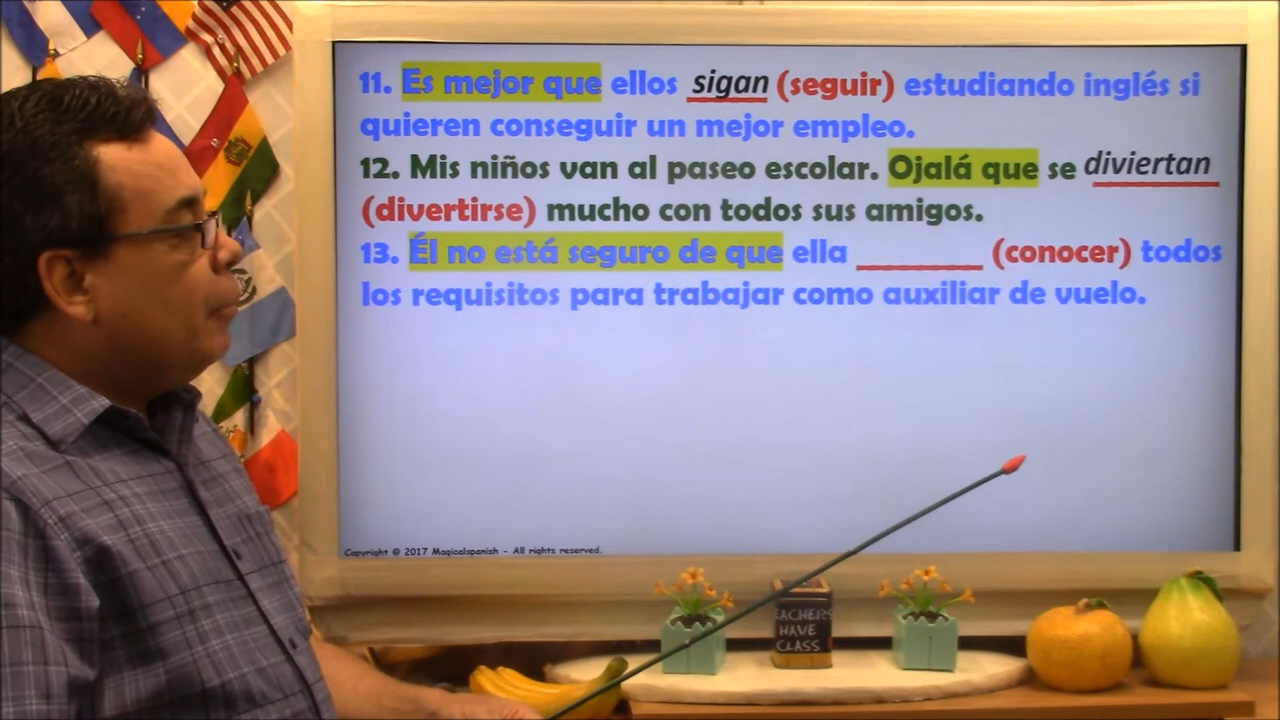 11. Es mejor que ellos sigan (seguir) estudiando inglés si
quieren conseguir un mejor empleo.
12. Mis niños van al paseo escolar. Ojalá que se diviertan
(divertirse) mucho con todos sus amigos.
13. Él no está seguro de que ella ________ (conocer) todos
los requisitos para trabajar como auxiliar de vuelo.
Copyright © 2017 Magicalspanish - All rights reserved.
TEACHERS
HAVE
CLASS